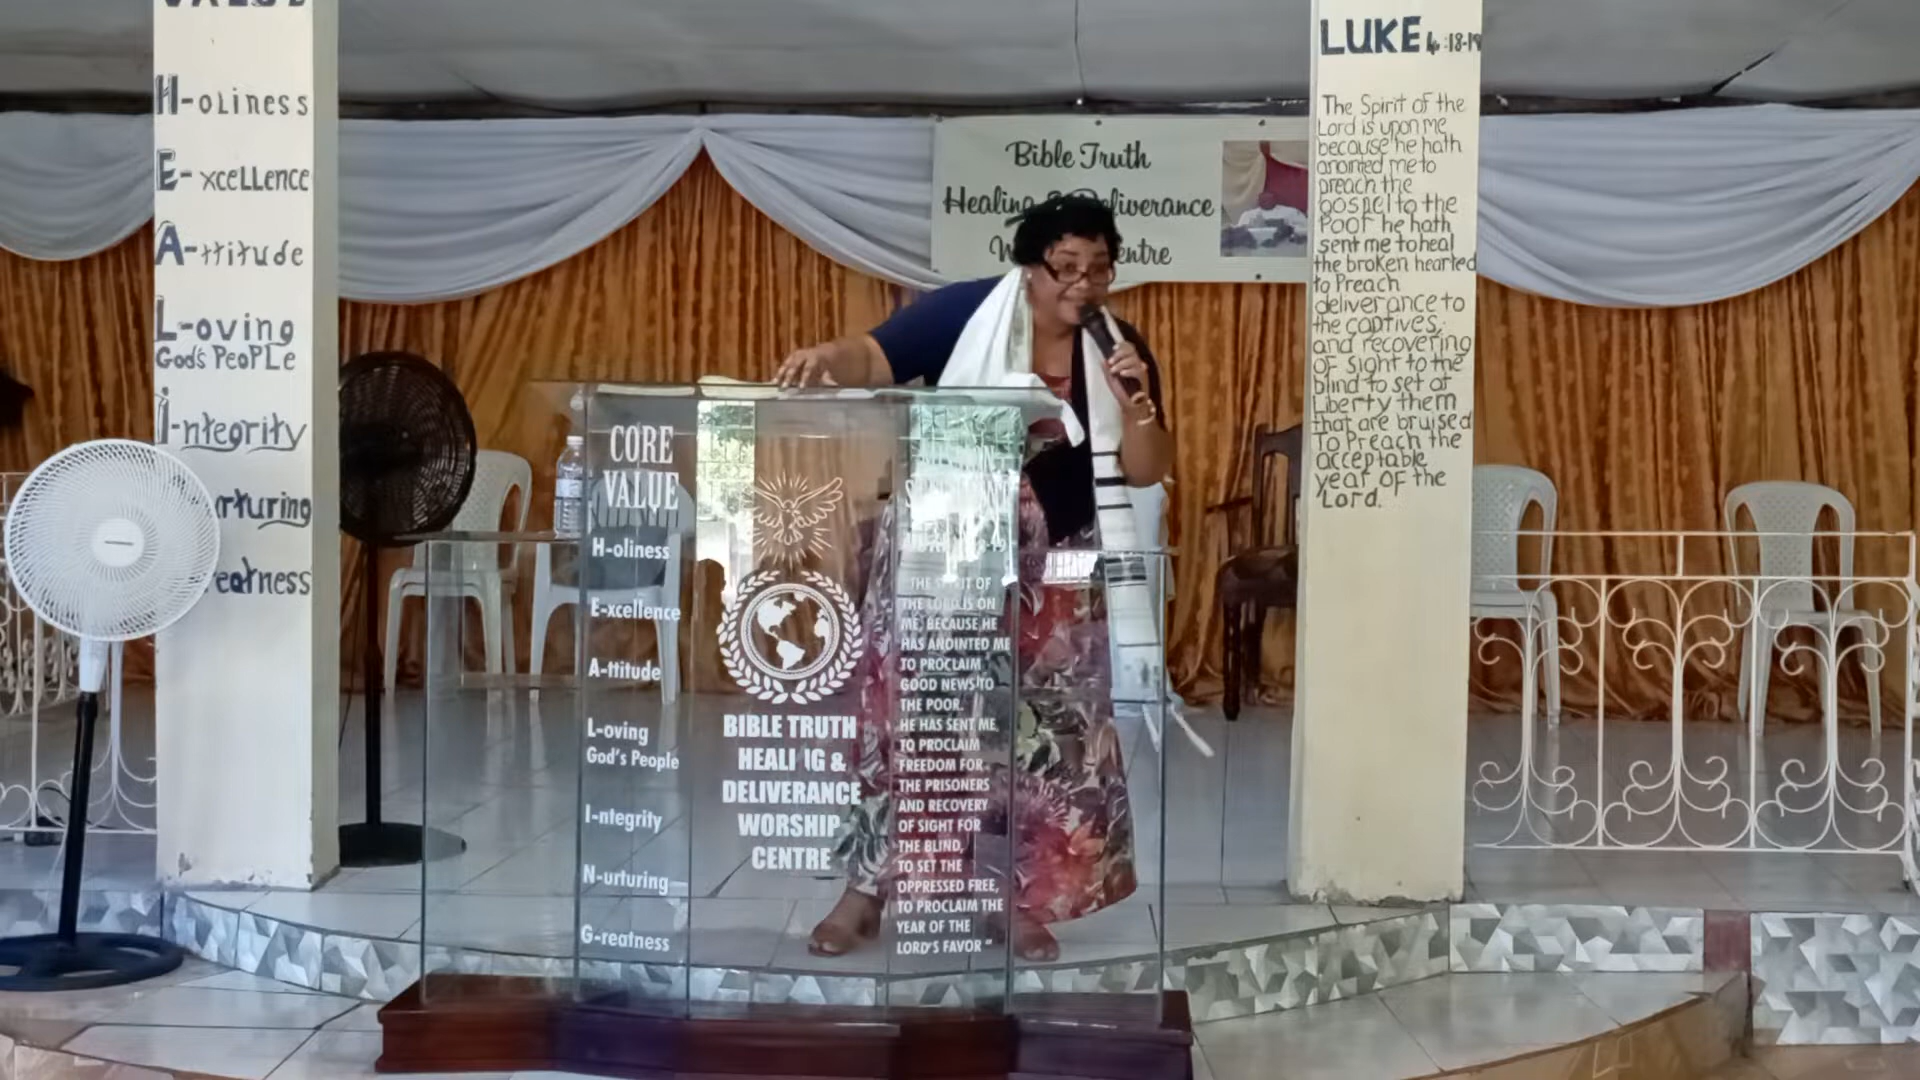 H-oliness
E-xcellence
A-ttitude
L-oving
God's People
i-ntegrity
Bible Truth
Healing
LUKE 4:18-19
The Spirit of the
Lord is upon me
because he hath
anointed me to
preach the
gospel to the
Poor he hath
sent me to heal
the broken hearted
to Preach
deliverance to
the captives,
and recovering
of sight to the
blind to set at
Liberty them
that are bruised
To Preach the
acceptable
year of the
Lord.
CORE
VALUE
H-oliness
E-xcellence
A-ttitude
L-oving
God's People
I-ntegrity
N-urturing
G-reatness
BIBLE TRUTH
&
DELIVERANCE
WORSHIP
CENTRE
THE SPIRIT OF
THE LORD IS ON
ME, BECAUSE HE
HAS ANOINTED ME
TO PROCLAIM
GOOD NEWS TO
THE POOR.
HE HAS SENT ME
TO PROCLAIM
FREEDOM FOR
THE PRISONERS
AND RECOVERY
OF SIGHT FOR
THE BLIND,
TO SET THE
OPPRESSED FREE,
TO PROCLAIM THE
YEAR OF THE
LORD'S FAVOR "